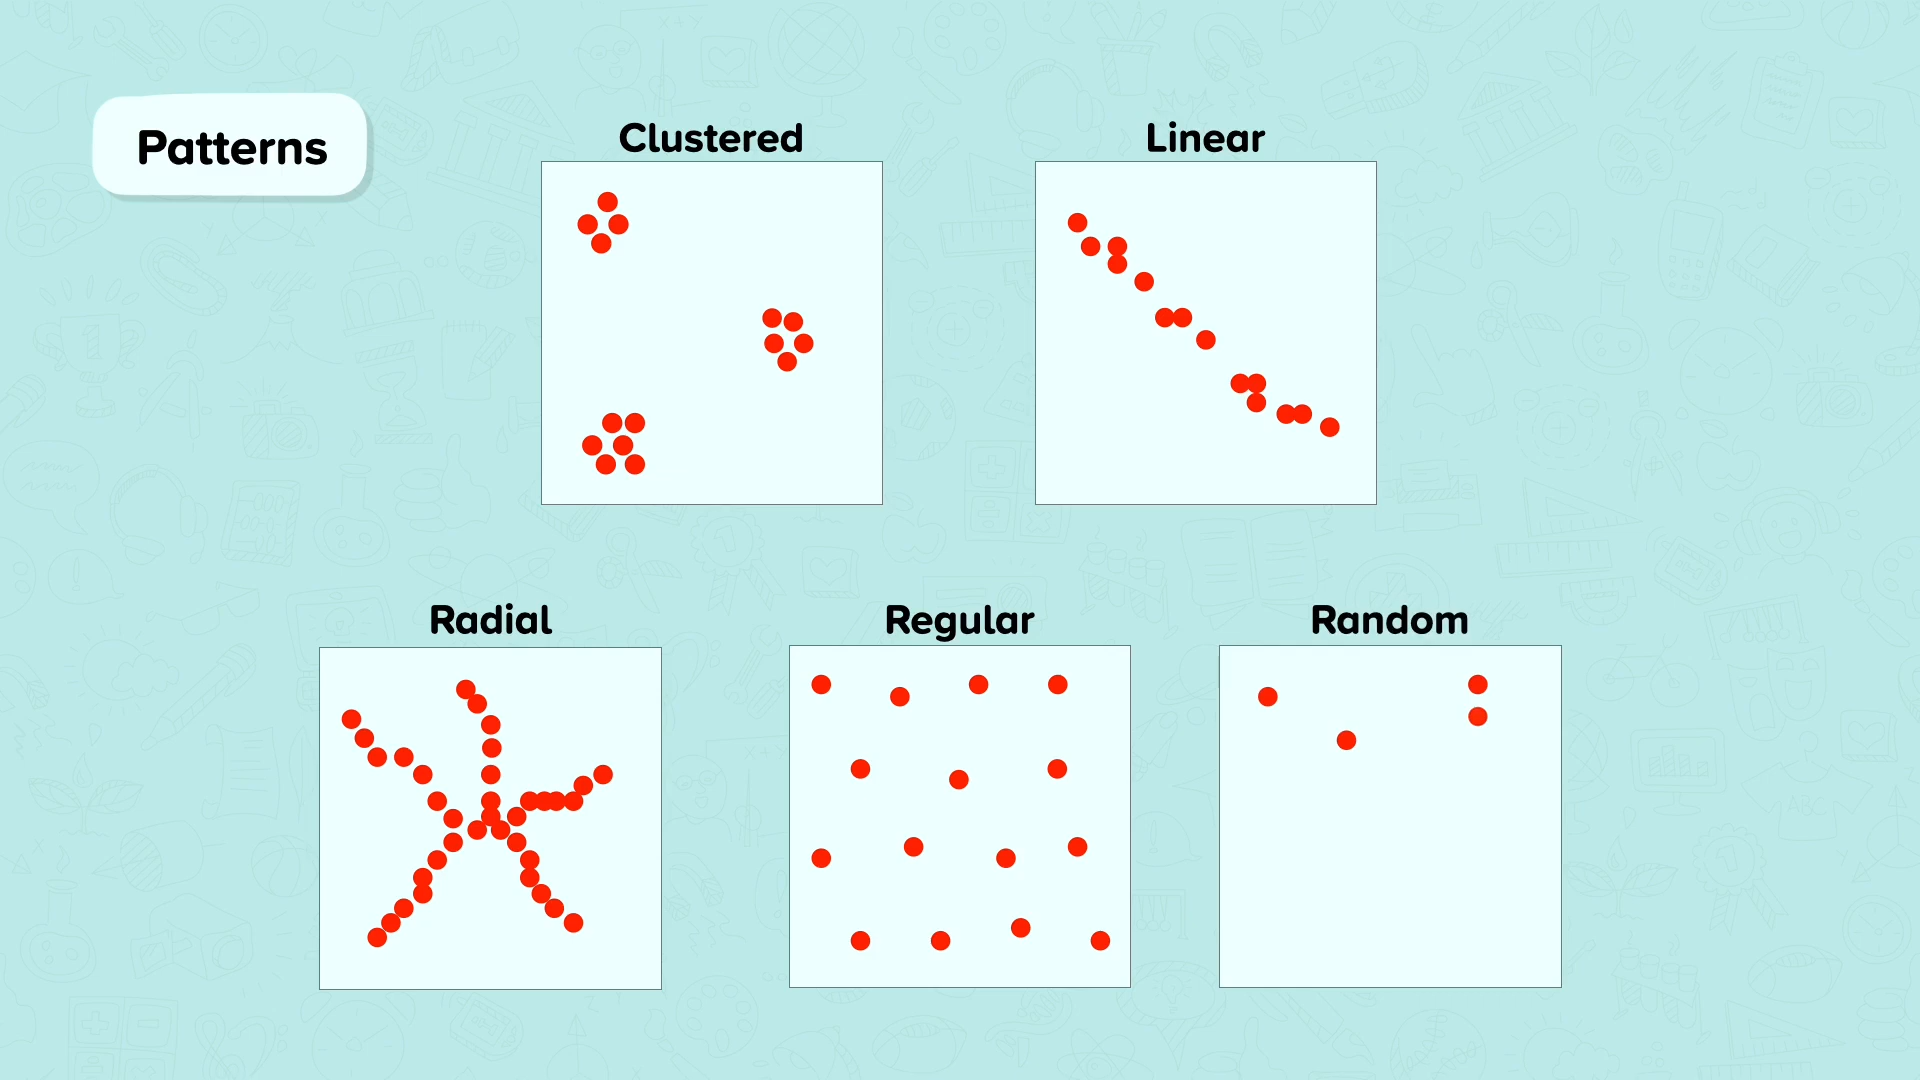 Patterns
Clustered
Linear
Radial
Regular
Random